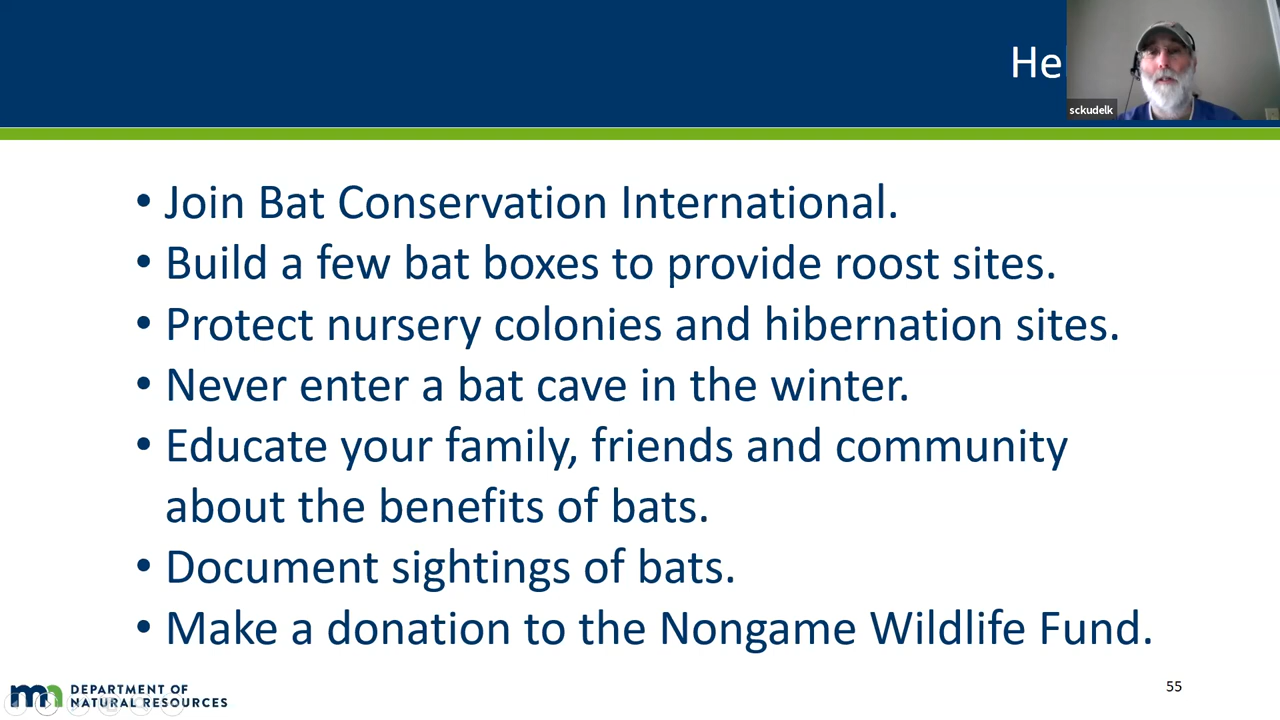 He
sckudelk
• Join Bat Conservation International.
• Build a few bat boxes to provide roost sites.
• Protect nursery colonies and hibernation sites.
• Never enter a bat cave in the winter.
• Educate your family, friends and community
about the benefits of bats.
• Document sightings of bats.
• Make a donation to the Nongame Wildlife Fund.
mn DEPARTMENT OF
NATURAL RESOURCES
55